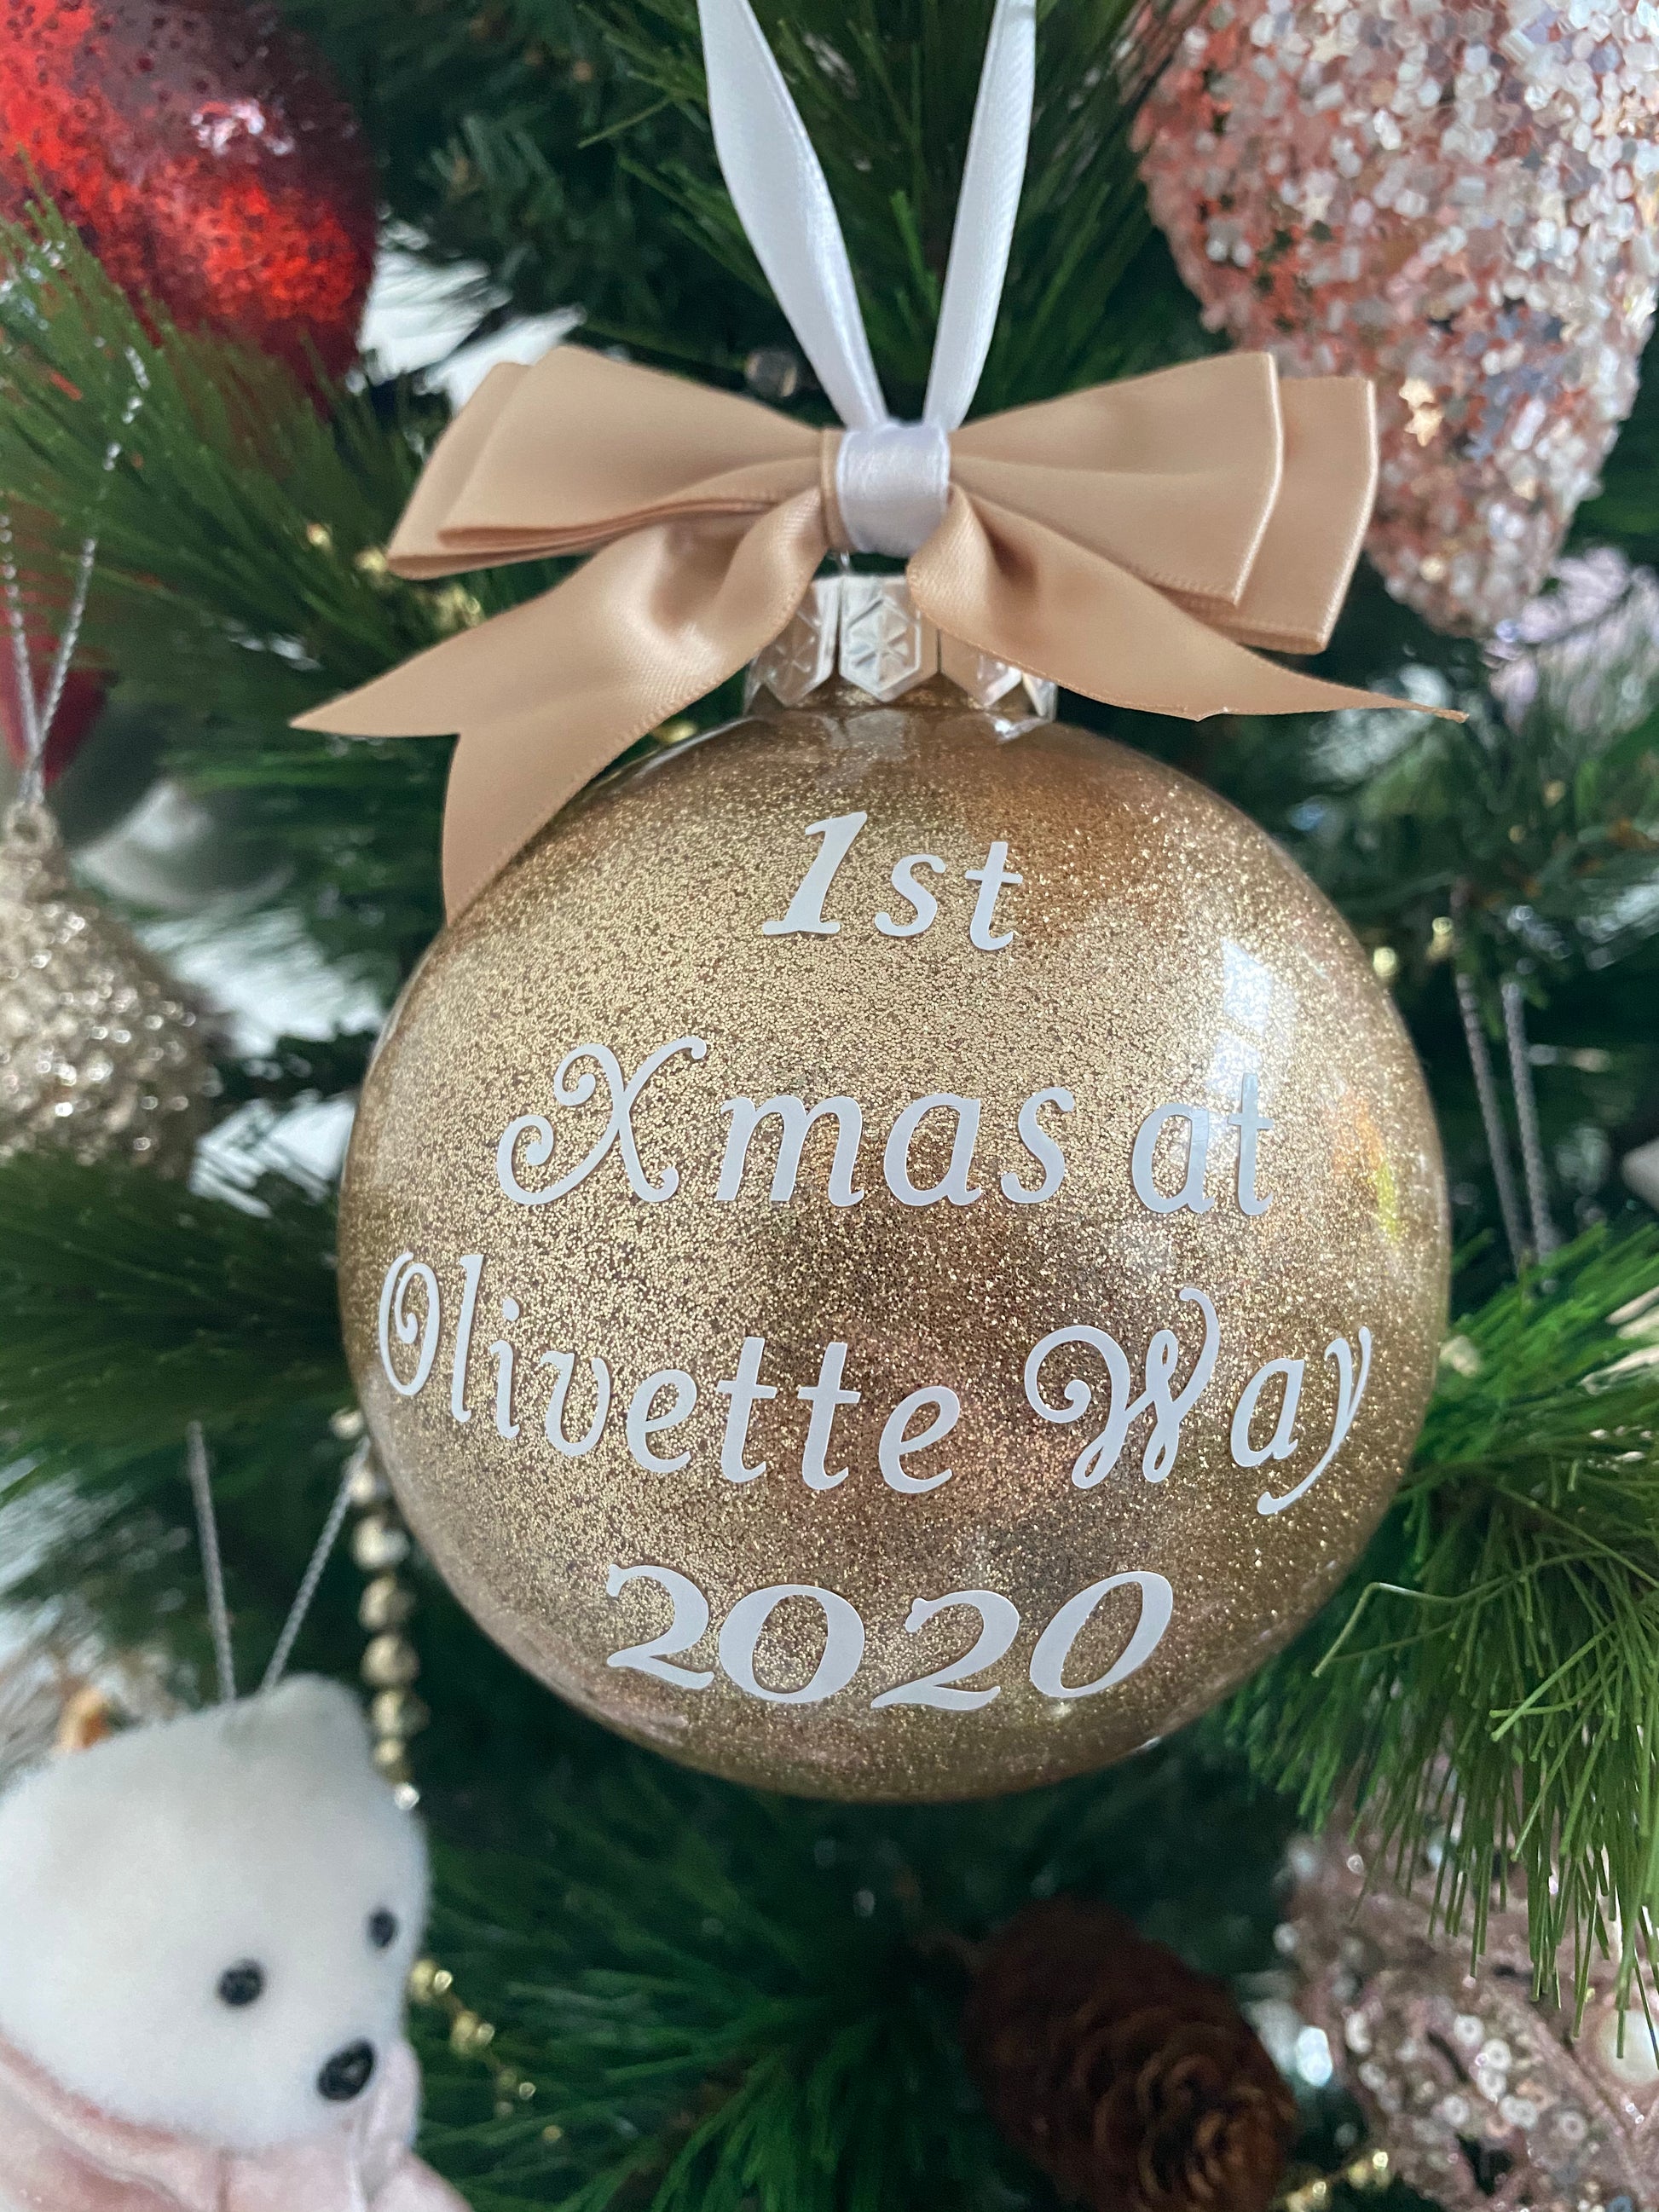 1st
Xmas at
Olivette Way
2020